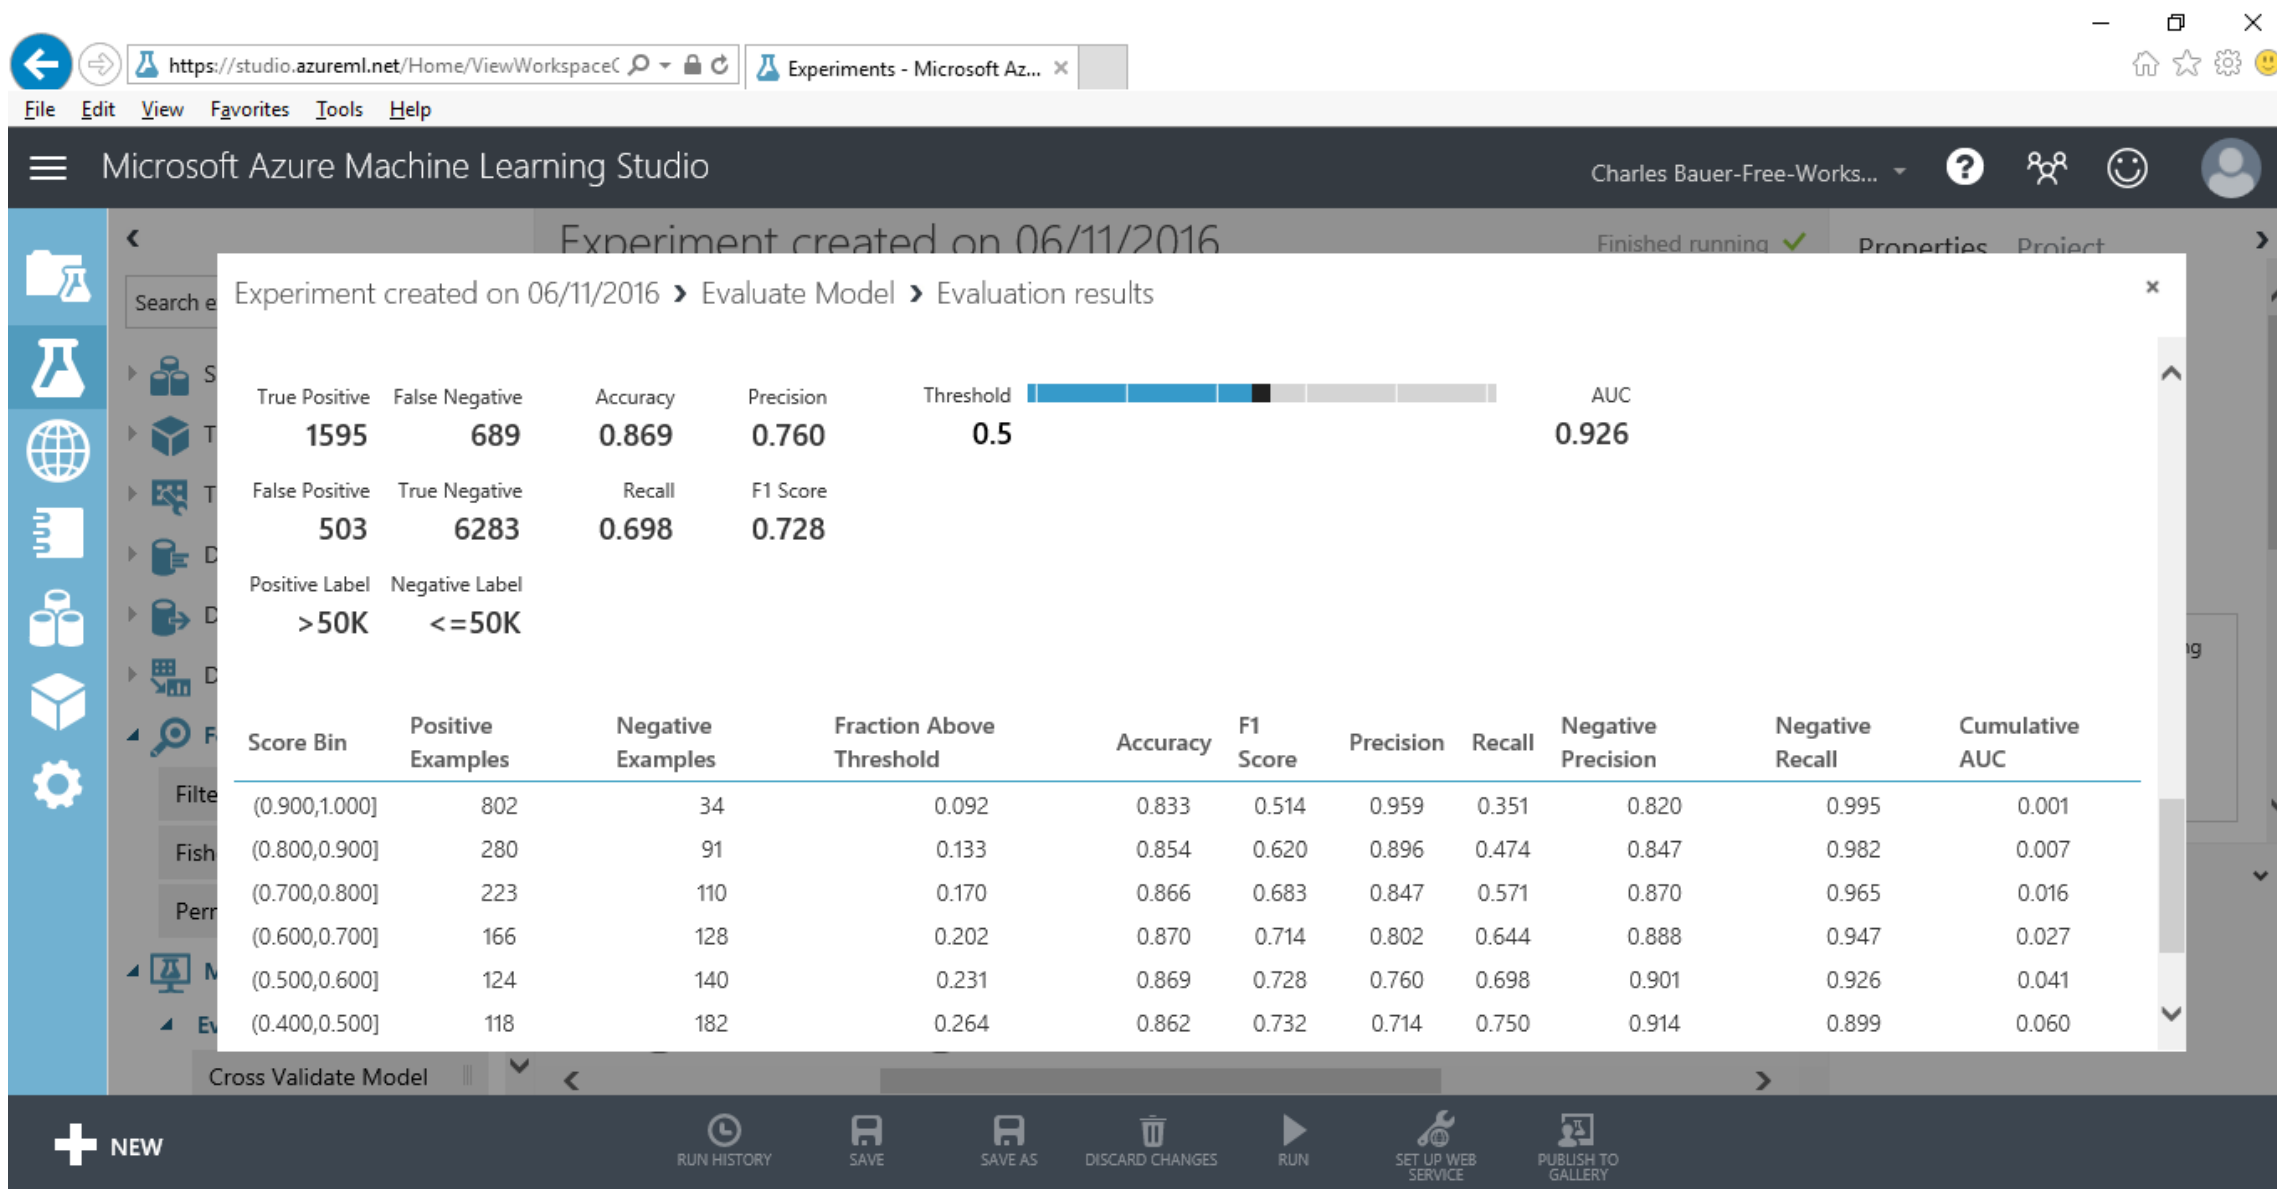 https://studio.azureml.net/Home/ViewWorkspaceC
Experiments - Microsoft Az...
File Edit View Favorites Tools Help
Microsoft Azure Machine Learning Studio
Charles Bauer-Free-Works...
Experiment created on 06/11/2016
Finished running
Properties Project
Search e
Experiment created on 06/11/2016 > Evaluate Model > Evaluation results
True Positive False Negative Accuracy Precision Threshold AUC
1595 689 0.869 0.760 0.5 0.926
False Positive True Negative Recall F1 Score
503 6283 0.698 0.728
Positive Label Negative Label
>50K <=50K
S
T
T
D
D
D
F
Filte
Fish
Perr
M
Ev
ng
Score Bin Positive Examples Negative Examples Fraction Above Threshold Accuracy F1 Score Precision Recall Negative Precision Negative Recall Cumulative AUC
(0.900,1.000] 802 34 0.092 0.833 0.514 0.959 0.351 0.820 0.995 0.001
(0.800,0.900] 280 91 0.133 0.854 0.620 0.896 0.474 0.847 0.982 0.007
(0.700,0.800] 223 110 0.170 0.866 0.683 0.847 0.571 0.870 0.965 0.016
(0.600,0.700] 166 128 0.202 0.870 0.714 0.802 0.644 0.888 0.947 0.027
(0.500,0.600] 124 140 0.231 0.869 0.728 0.760 0.698 0.901 0.926 0.041
(0.400,0.500] 118 182 0.264 0.862 0.732 0.714 0.750 0.914 0.899 0.060
Cross Validate Model
NEW
RUN HISTORY
SAVE
SAVE AS
DISCARD CHANGES
RUN
SET UP WEB
SERVICE
PUBLISH TO
GALLERY